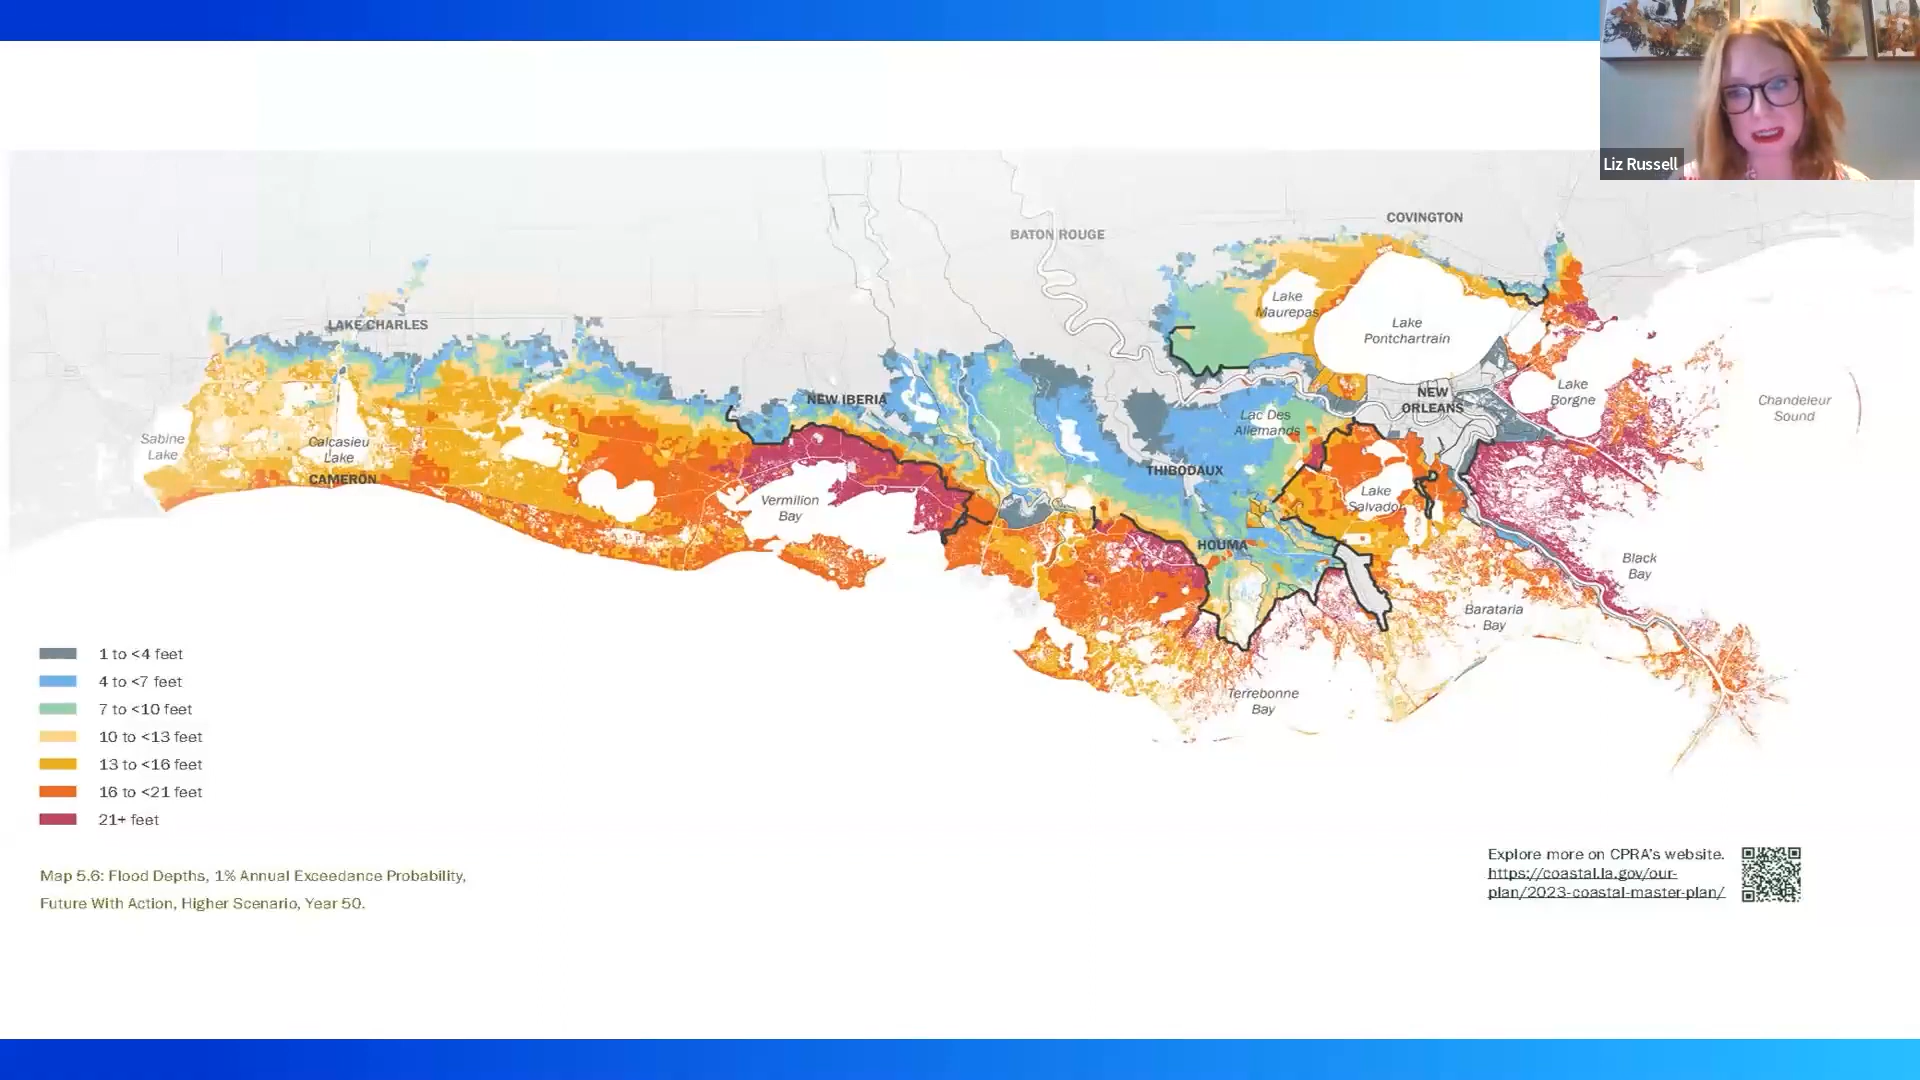 Liz Russell
COVINGTON
BATON ROUGE
Lake
Maurepas
Lake
Pontchartrain
LAKE CHARLES
NEW IBERIA
NEW
ORLEANS
Lake
Borgne
Chandeleur
Sound
Lac Des
Allemands
Sabine
Lake
Calcasieu
Lake
CAMERON
THIBODAUX
Vermilion
Bay
Lake
Salvador
HOUMA
Black
Bay
Barataria
Bay
Terrebonne
Bay
1 to <4 feet
4 to <7 feet
7 to <10 feet
10 to <13 feet
13 to <16 feet
16 to <21 feet
21+ feet
Map 5.6: Flood Depths, 1% Annual Exceedance Probability,
Future With Action, Higher Scenario, Year 50.
Explore more on CPRA's website.
https://coastal.la.gov/our-
plan/2023-coastal-master-plan/